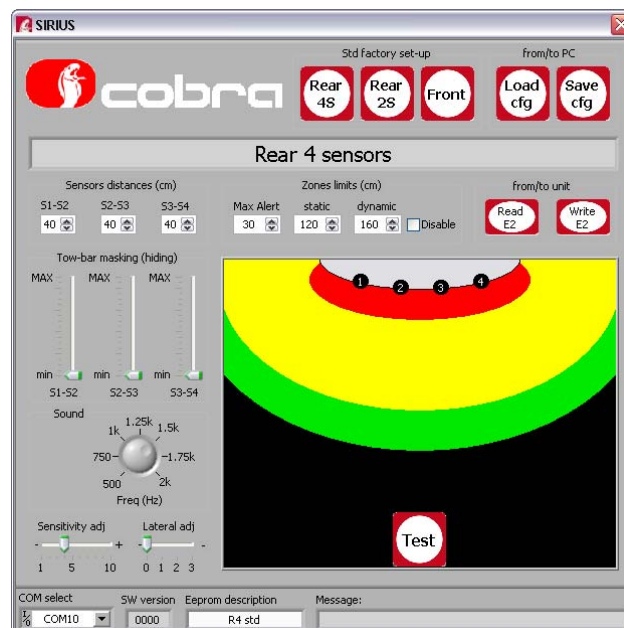 SIRIUS
cobra
Std factory set-up
Rear 4S
Rear 2S
Front
from/to PC
Load cfg
Save cfg
Rear 4 sensors
Sensors distances (cm)
S1-S2 S2-S3 S3-S4
40 40 40
Zones limits (cm)
Max Alert static dynamic
30 120 160 Disable
from/to unit
Read E2
Write E2
Tow-bar masking (hiding)
MAX MAX MAX
min min min
S1-S2 S2-S3 S3-S4
1 2 3 4
Sound
1.25k
1k 1.5k
750 1.75k
500 2k
Freq (Hz)
Sensitivity adj Lateral adj
- + - -
1 5 10 0 1 2 3
Test
COM select SW version Eeprom description Message:
I/O COM10 0000 R4 std